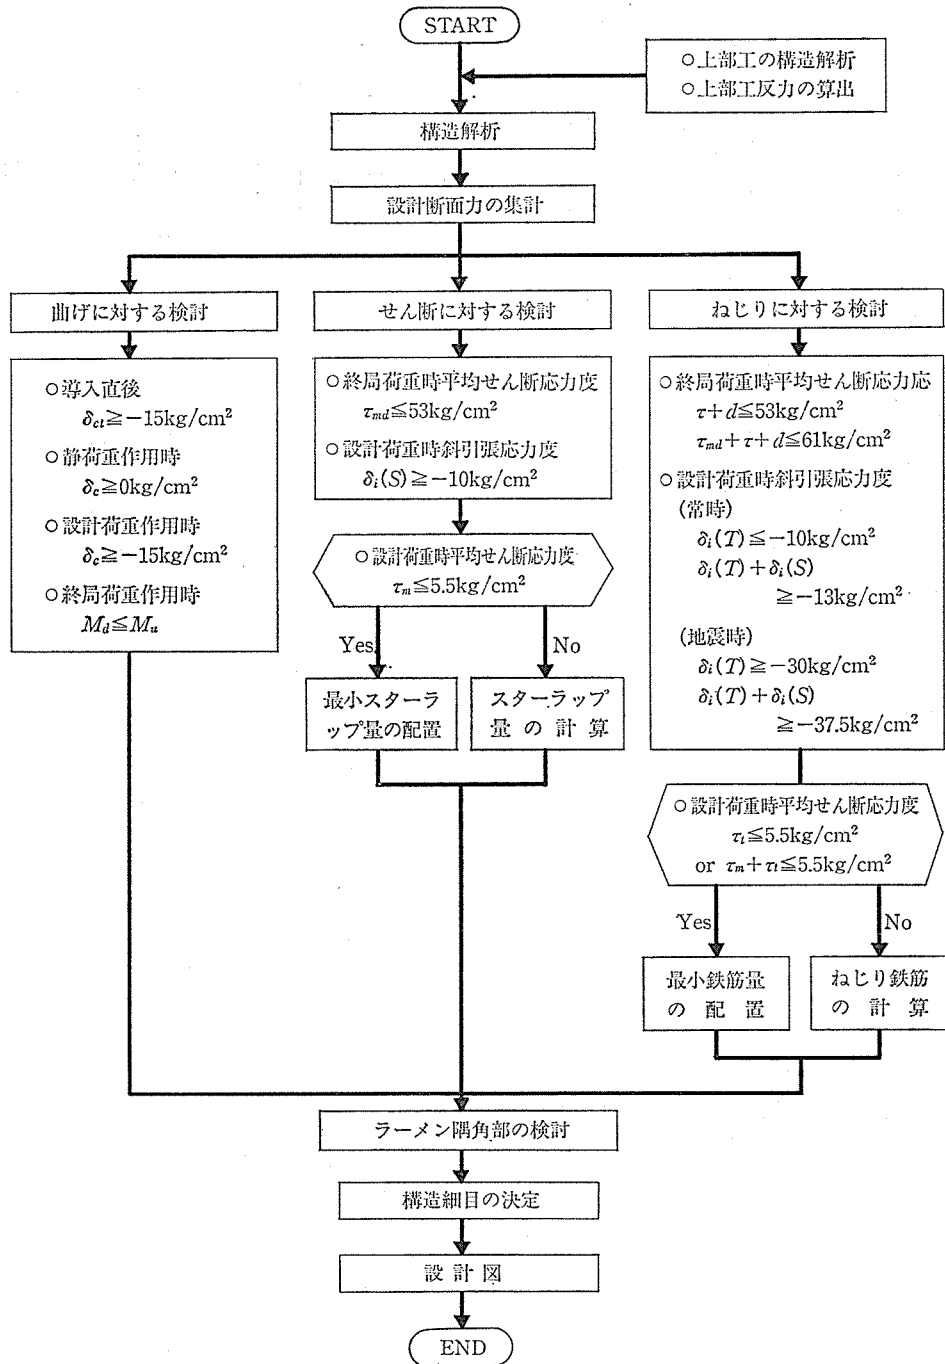 START
○上部工の構造解析
○上部工反力の算出
構造解析
設計断面力の集計
曲げに対する検討
○導入直後
δct≧−15kg/cm²
○静荷重作用時
δc≧0kg/cm²
○設計荷重作用時
δc≧−15kg/cm²
○終局荷重作用時
Md≦Mu
せん断に対する検討
○終局荷重時平均せん断応力度
τmd≦53kg/cm²
○設計荷重時斜引張応力度
δi(S)≧−10kg/cm²
○設計荷重時平均せん断応力度
τm≦5.5kg/cm²
Yes
No
最小スターラ
ップ量の配置
スターラップ
量の計算
ねじりに対する検討
○終局荷重時平均せん断応力応
τ+d≦53kg/cm²
τmd+τ+d≦61kg/cm²
○設計荷重時斜引張応力度
(常時)
δi(T)≦−10kg/cm²
δi(T)+δi(S)
≧−13kg/cm²
(地震時)
δi(T)≧−30kg/cm²
δi(T)+δi(S)
≧−37.5kg/cm²
○設計荷重時平均せん断応力度
τt≦5.5kg/cm²
or τm+τt≦5.5kg/cm²
Yes
No
最小鉄筋量
の配置
ねじり鉄筋
の計算
ラーメン隅角部の検討
構造細目の決定
設計図
END